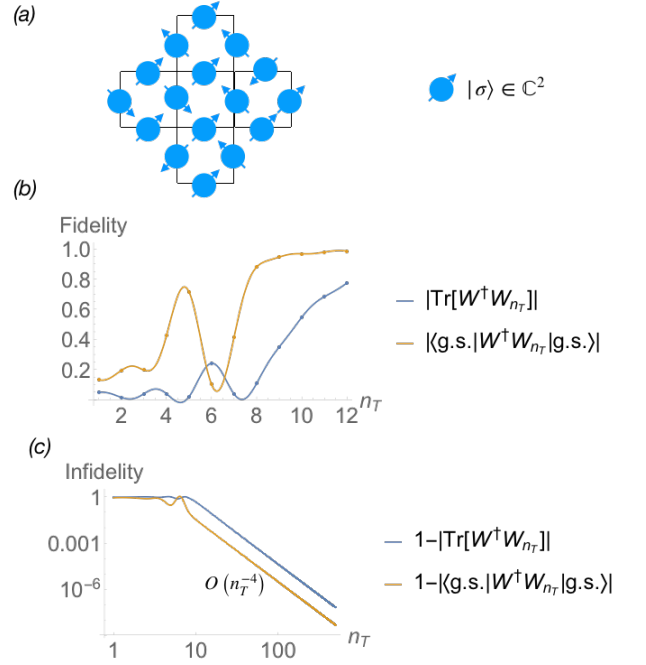 (a)
|σ⟩ ∈ ℂ²
(b)
Fidelity
1.0
0.8
0.6
0.4
0.2
2 4 6 8 10 12
n_T
|Tr[W†W_{n_T}]|
|⟨g.s.|W†W_{n_T}|g.s.⟩|
(c)
Infidelity
1
0.001
10⁻⁶
O (n_T⁻⁴)
1 10 100
n_T
1−|Tr[W†W_{n_T}]|
1−|⟨g.s.|W†W_{n_T}|g.s.⟩|